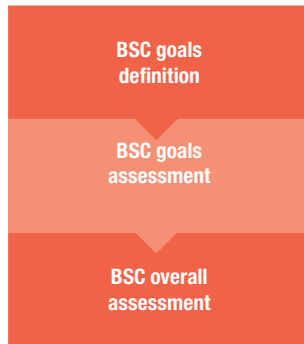 BSC goals
definition
BSC goals
assessment
BSC overall
assessment